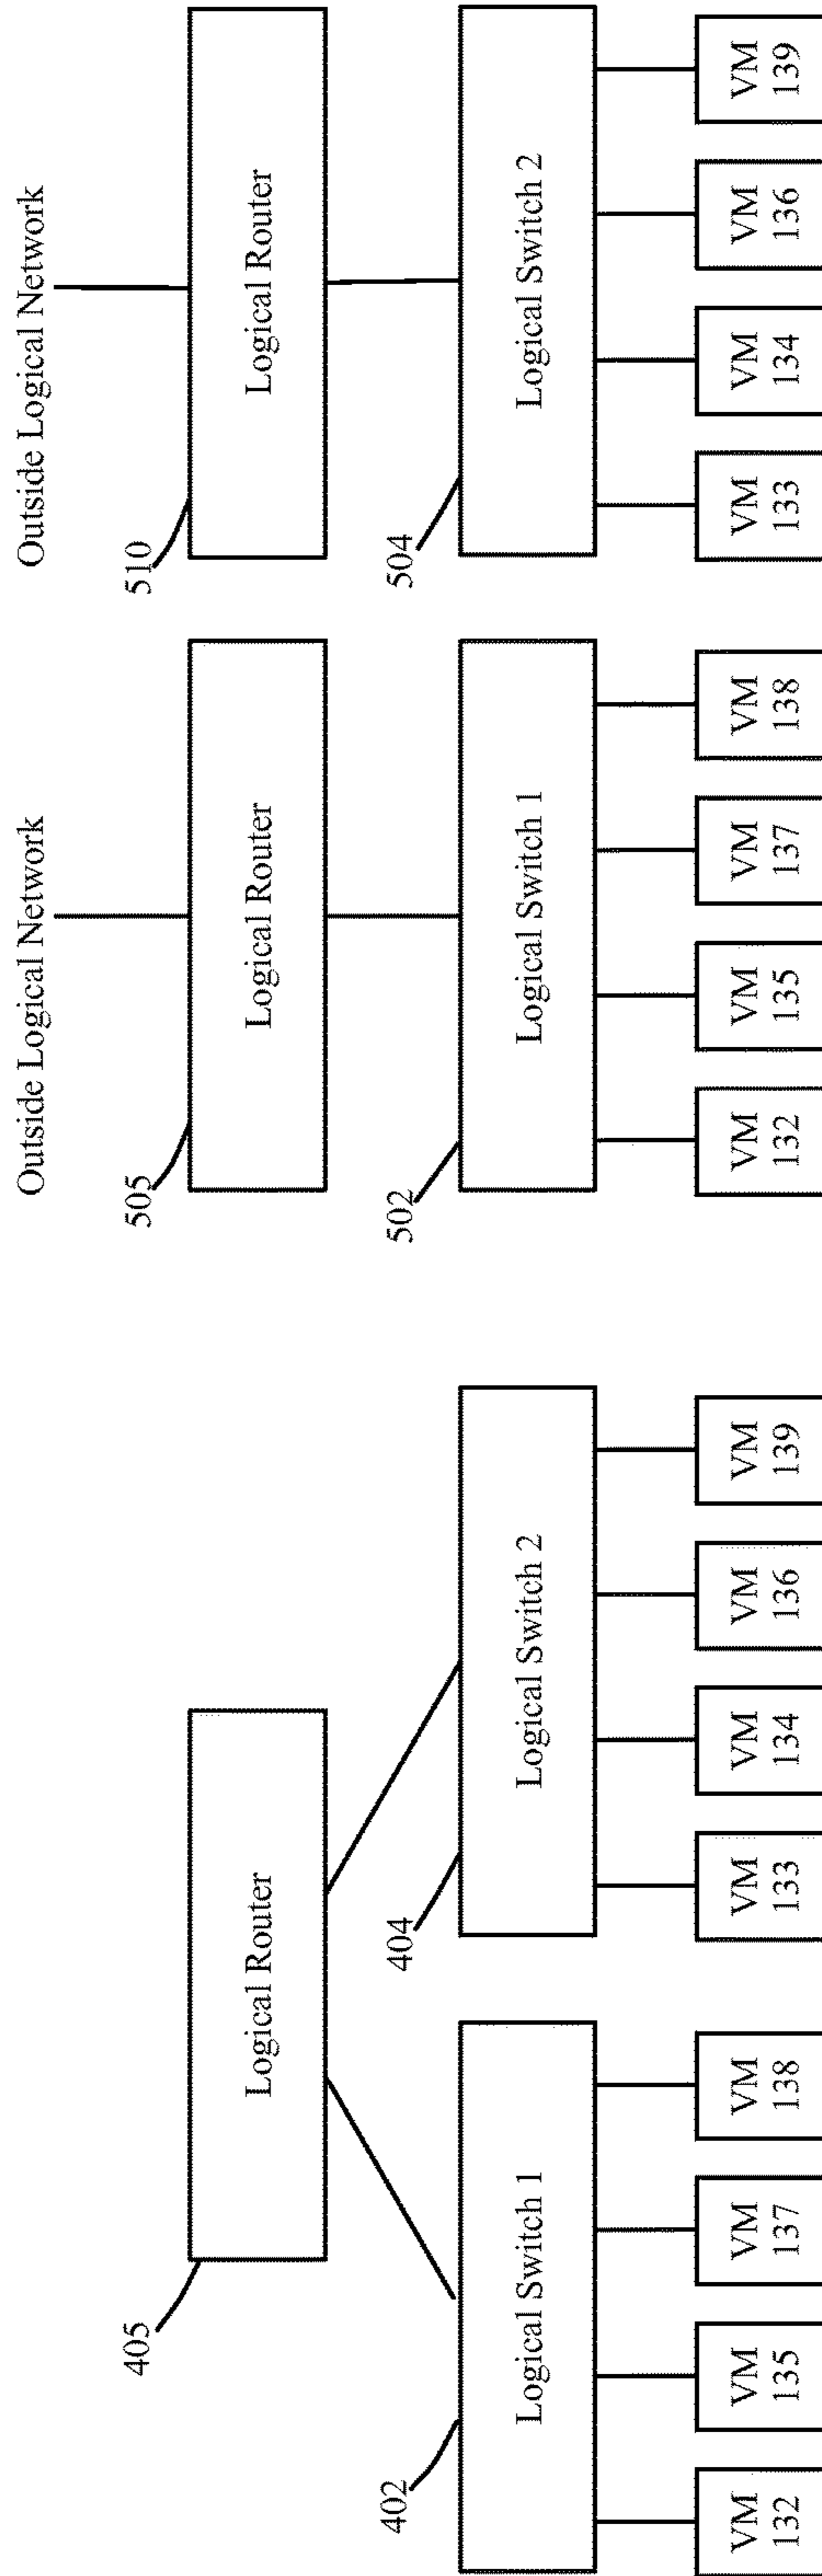 405
Logical Router
402
Logical Switch 1
404
Logical Switch 2
VM
132
VM
135
VM
137
VM
138
VM
133
VM
134
VM
136
VM
139
Outside Logical Network
505
Logical Router
502
Logical Switch 1
VM
132
VM
135
VM
137
VM
138
Outside Logical Network
510
Logical Router
504
Logical Switch 2
VM
133
VM
134
VM
136
VM
139